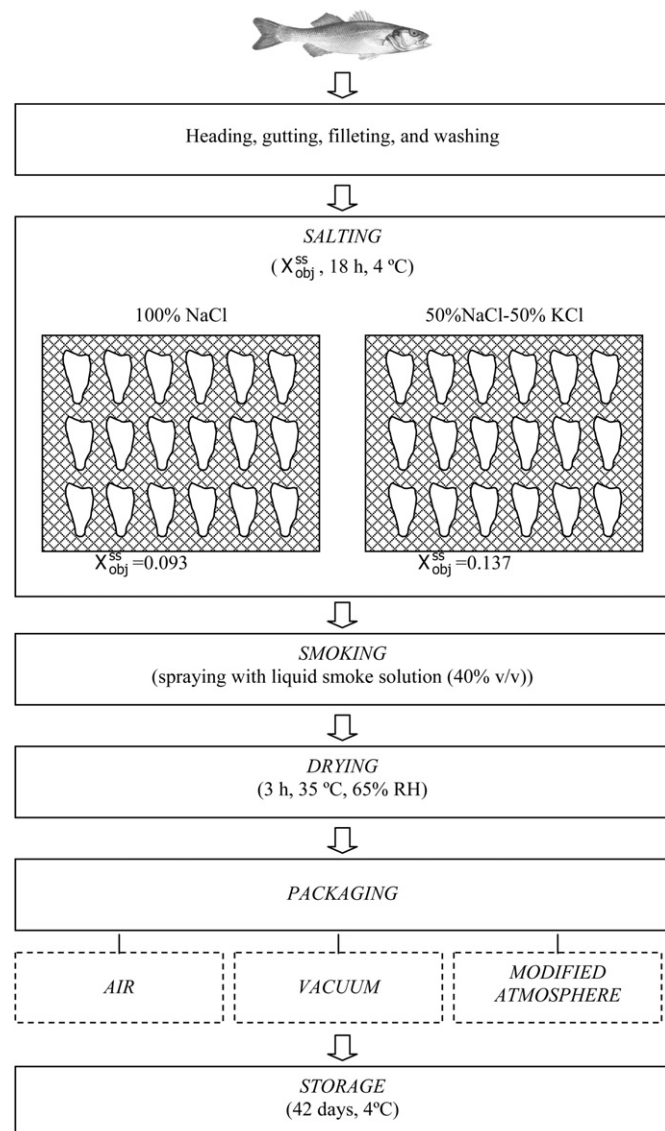 Heading, gutting, filleting, and washing
SALTING
( X^ss_obj , 18 h, 4 ºC)
100% NaCl
50%NaCl-50% KCl
X^ss_obj =0.093
X^ss_obj =0.137
SMOKING
(spraying with liquid smoke solution (40% v/v))
DRYING
(3 h, 35 ºC, 65% RH)
PACKAGING
AIR
VACUUM
MODIFIED
ATMOSPHERE
STORAGE
(42 days, 4ºC)